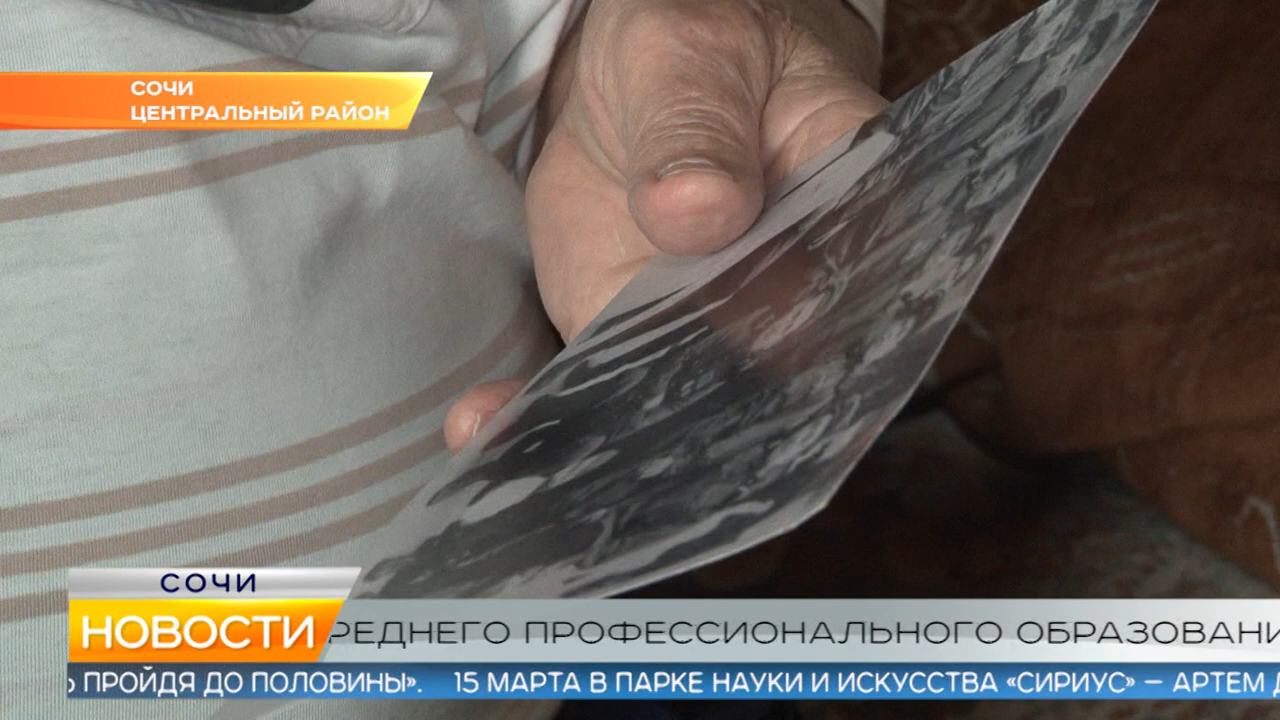 СОЧИ
ЦЕНТРАЛЬНЫЙ РАЙОН
СОЧИ
НОВОСТИ
РЕДНЕГО ПРОФЕССИОНАЛЬНОГО ОБРАЗОВАНИ
ПРОЙДЯ ДО ПОЛОВИНЫ». 15 МАРТА В ПАРКЕ НАУКИ И ИСКУССТВА «СИРИУС» – АРТЕМ